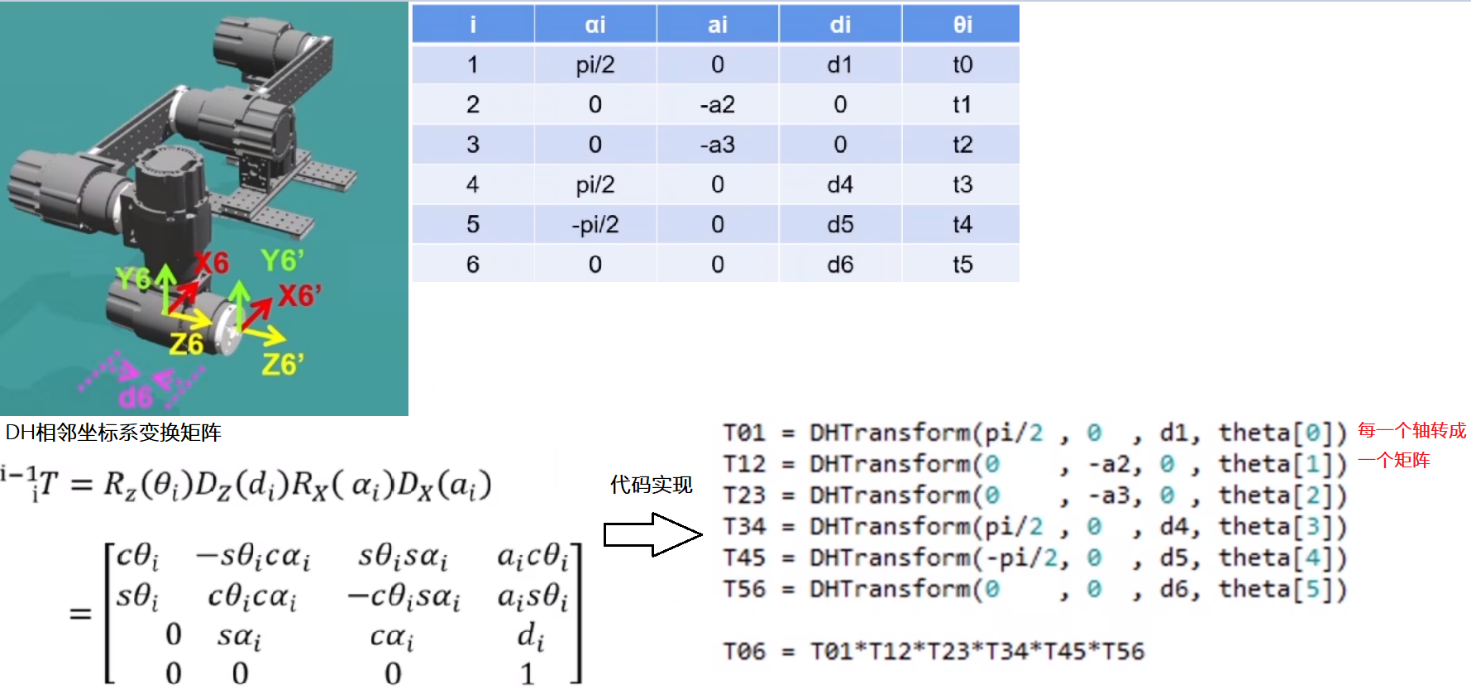 X6
Y6'
Y6
X6'
Z6
Z6'
d6
i αi ai di θi
1 pi/2 0 d1 t0
2 0 -a2 0 t1
3 0 -a3 0 t2
4 pi/2 0 d4 t3
5 -pi/2 0 d5 t4
6 0 0 d6 t5
DH相邻坐标系变换矩阵
i−1iT = Rz(θi)DZ(di)RX( αi)DX(ai)
= [cθi −sθicαi sθisαi aicθi
sθi cθicαi −cθisαi aisθi
0 sαi cαi di
0 0 0 1]
代码实现
T01 = DHTransform(pi/2 , 0 , d1, theta[0])
T12 = DHTransform(0 , -a2, 0 , theta[1])
T23 = DHTransform(0 , -a3, 0 , theta[2])
T34 = DHTransform(pi/2 , 0 , d4, theta[3])
T45 = DHTransform(-pi/2, 0 , d5, theta[4])
T56 = DHTransform(0 , 0 , d6, theta[5])
T06 = T01*T12*T23*T34*T45*T56
每一个轴转成
一个矩阵